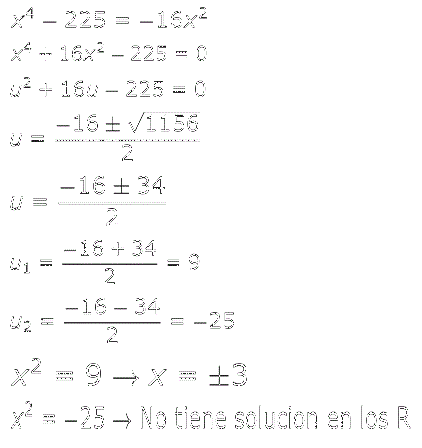 x⁴ − 225 = −16x²
x⁴ + 16x² − 225 = 0
u² + 16u − 225 = 0
u = (−16 ± √1156) / 2
u = (−16 ± 34) / 2
u₁ = (−16 + 34) / 2 = 9
u₂ = (−16 − 34) / 2 = −25
x² = 9 → x = ±3
x² = −25 → No tiene solucion en los R